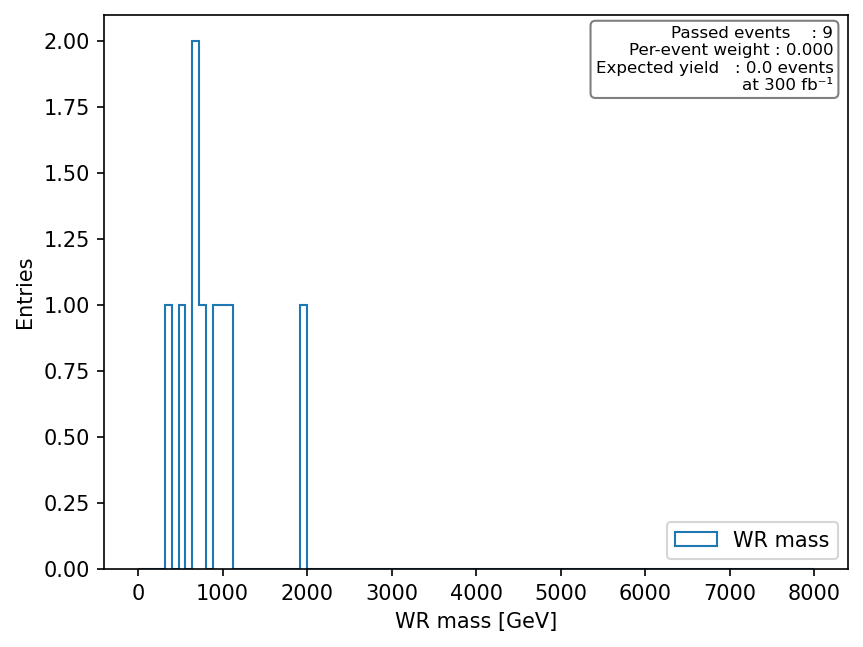 Passed events    : 9
Per-event weight : 0.000
Expected yield   : 0.0 events
at 300 fb⁻¹
2.00
1.75
1.50
1.25
1.00
0.75
0.50
0.25
0.00
Entries
WR mass
0 1000 2000 3000 4000 5000 6000 7000 8000
WR mass [GeV]